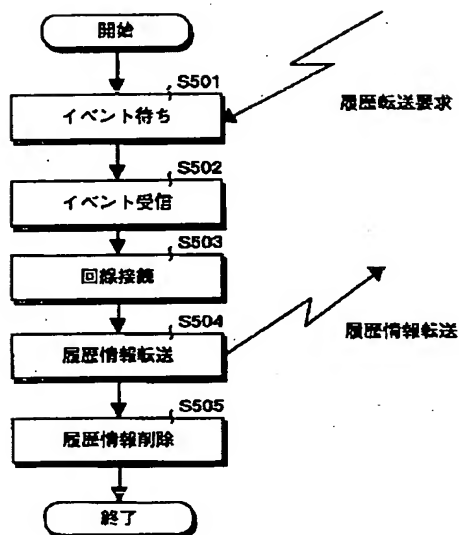 開始
S501
イベント待ち
履歴転送要求
S502
イベント受信
S503
回線接続
S504
履歴情報転送
履歴情報転送
S505
履歴情報削除
終了